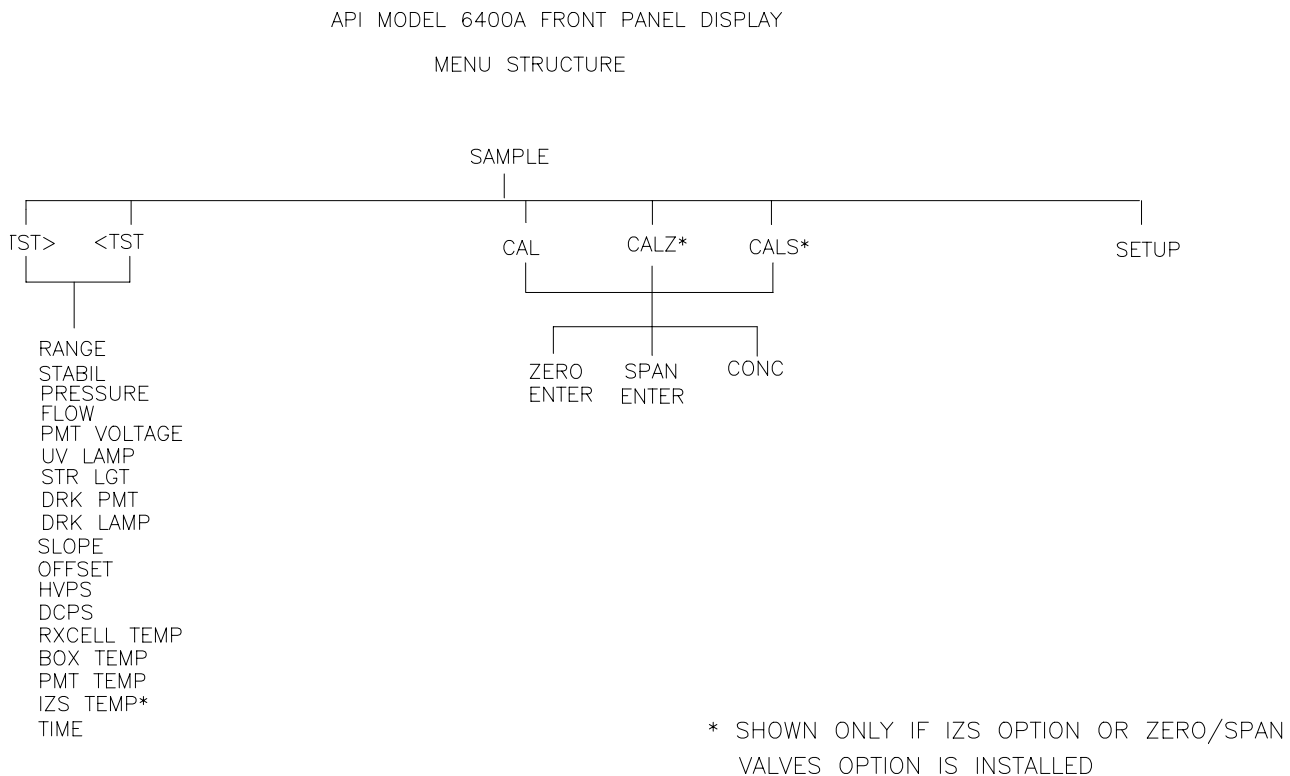 API MODEL 6400A FRONT PANEL DISPLAY
MENU STRUCTURE
SAMPLE
TST> <TST CAL CALZ* CALS* SETUP
RANGE
STABIL
PRESSURE
FLOW
PMT VOLTAGE
UV LAMP
STR LGT
DRK PMT
DRK LAMP
SLOPE
OFFSET
HVPS
DCPS
RXCELL TEMP
BOX TEMP
PMT TEMP
IZS TEMP*
TIME
ZERO
ENTER
SPAN
ENTER
CONC
* SHOWN ONLY IF IZS OPTION OR ZERO/SPAN
VALVES OPTION IS INSTALLED